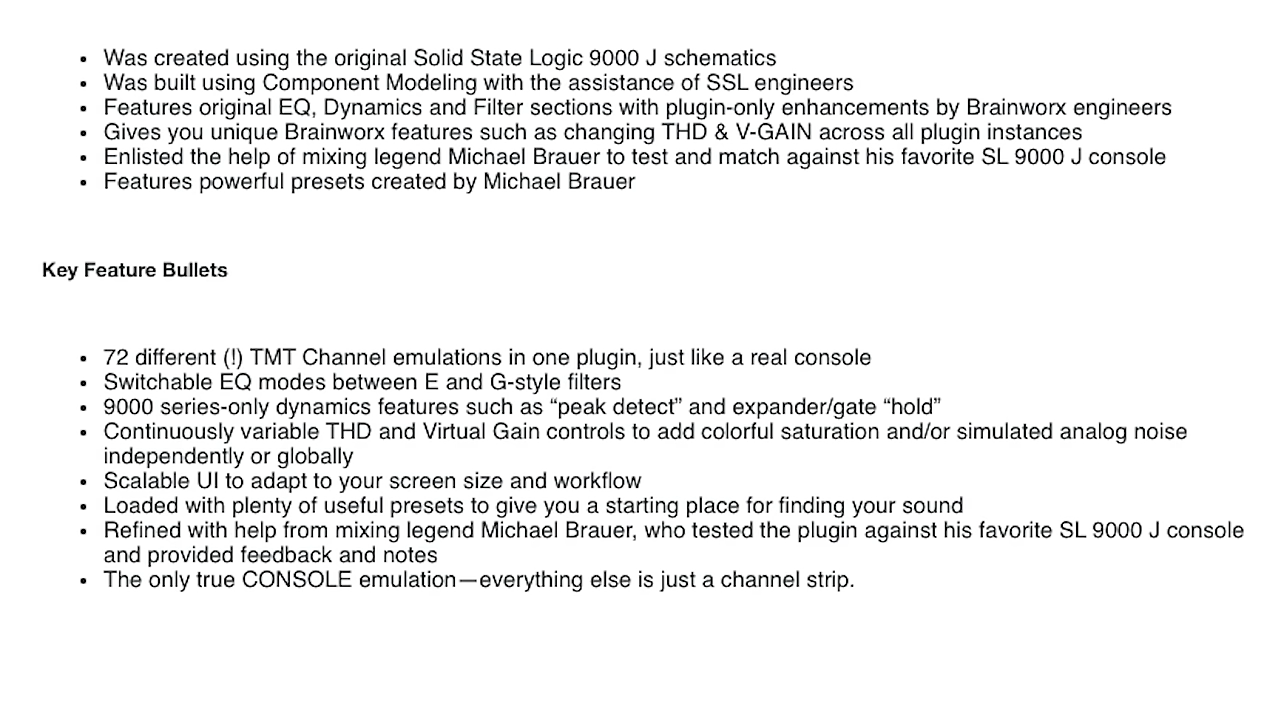 • Was created using the original Solid State Logic 9000 J schematics
• Was built using Component Modeling with the assistance of SSL engineers
• Features original EQ, Dynamics and Filter sections with plugin-only enhancements by Brainworx engineers
• Gives you unique Brainworx features such as changing THD & V-GAIN across all plugin instances
• Enlisted the help of mixing legend Michael Brauer to test and match against his favorite SL 9000 J console
• Features powerful presets created by Michael Brauer
Key Feature Bullets
• 72 different (!) TMT Channel emulations in one plugin, just like a real console
• Switchable EQ modes between E and G-style filters
• 9000 series-only dynamics features such as “peak detect” and expander/gate “hold”
• Continuously variable THD and Virtual Gain controls to add colorful saturation and/or simulated analog noise
independently or globally
• Scalable UI to adapt to your screen size and workflow
• Loaded with plenty of useful presets to give you a starting place for finding your sound
• Refined with help from mixing legend Michael Brauer, who tested the plugin against his favorite SL 9000 J console
and provided feedback and notes
• The only true CONSOLE emulation—everything else is just a channel strip.